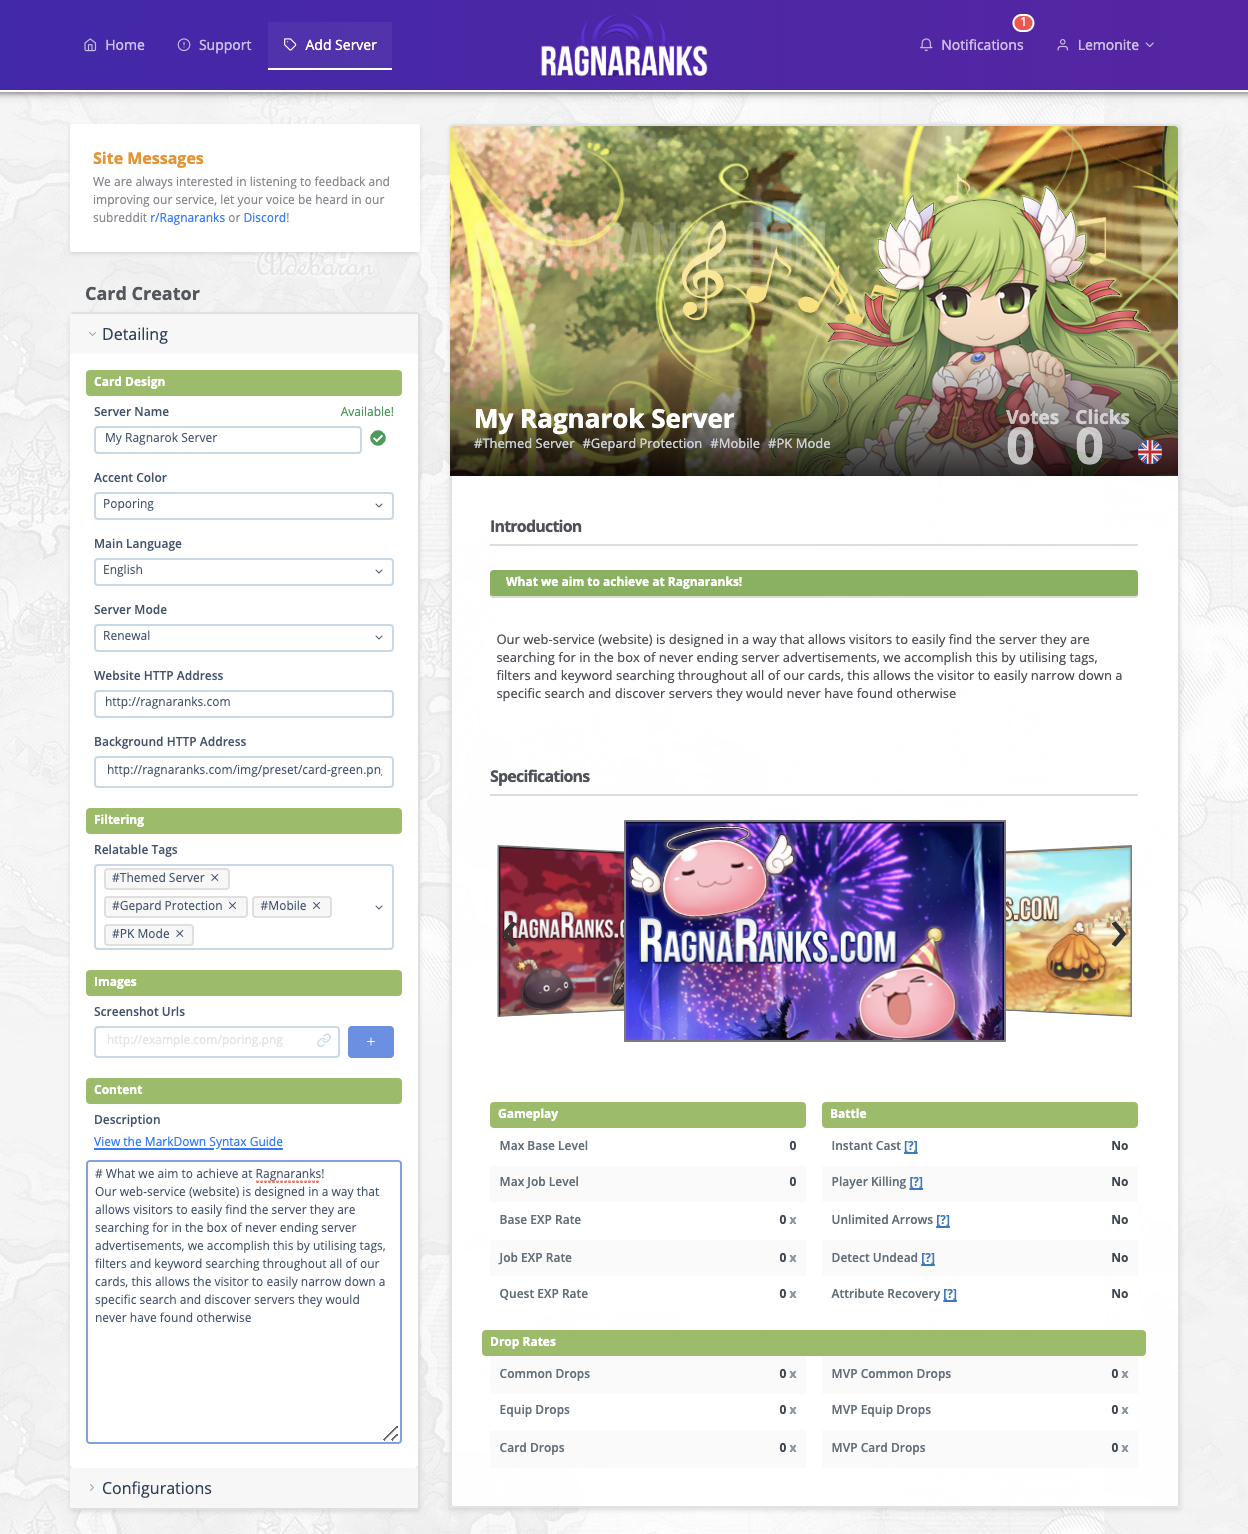 Home
Support
Add Server
RAGNARANKS
1
Notifications
Lemonite
Site Messages
We are always interested in listening to feedback and
improving our service, let your voice be heard in our
subreddit r/Ragnaranks or Discord!
Aldebaran
Card Creator
Detailing
Card Design
Server Name
Available!
My Ragnarok Server
Accent Color
Poporing
Main Language
English
Server Mode
Renewal
Website HTTP Address
http://ragnaranks.com
Background HTTP Address
http://ragnaranks.com/img/preset/card-green.pn
Filtering
Relatable Tags
#Themed Server ×
#Gepard Protection × #Mobile ×
#PK Mode ×
Images
Screenshot Urls
http://example.com/poring.png
+
Content
Description
View the MarkDown Syntax Guide
# What we aim to achieve at Ragnaranks!
Our web-service (website) is designed in a way that
allows visitors to easily find the server they are
searching for in the box of never ending server
advertisements, we accomplish this by utilising tags,
filters and keyword searching throughout all of our
cards, this allows the visitor to easily narrow down a
specific search and discover servers they would
never have found otherwise
Configurations
RAGNARANKS.COM
My Ragnarok Server
#Themed Server #Gepard Protection #Mobile #PK Mode
Votes Clicks
0 0
Introduction
What we aim to achieve at Ragnaranks!
Our web-service (website) is designed in a way that allows visitors to easily find the server they are
searching for in the box of never ending server advertisements, we accomplish this by utilising tags,
filters and keyword searching throughout all of our cards, this allows the visitor to easily narrow down a
specific search and discover servers they would never have found otherwise
Specifications
RAGNARANKS.C
RAGNARANKS.COM
S.COM
Gameplay
Max Base Level 0
Max Job Level 0
Base EXP Rate 0 x
Job EXP Rate 0 x
Quest EXP Rate 0 x
Battle
Instant Cast [?] No
Player Killing [?] No
Unlimited Arrows [?] No
Detect Undead [?] No
Attribute Recovery [?] No
Drop Rates
Common Drops 0 x
Equip Drops 0 x
Card Drops 0 x
MVP Common Drops 0 x
MVP Equip Drops 0 x
MVP Card Drops 0 x